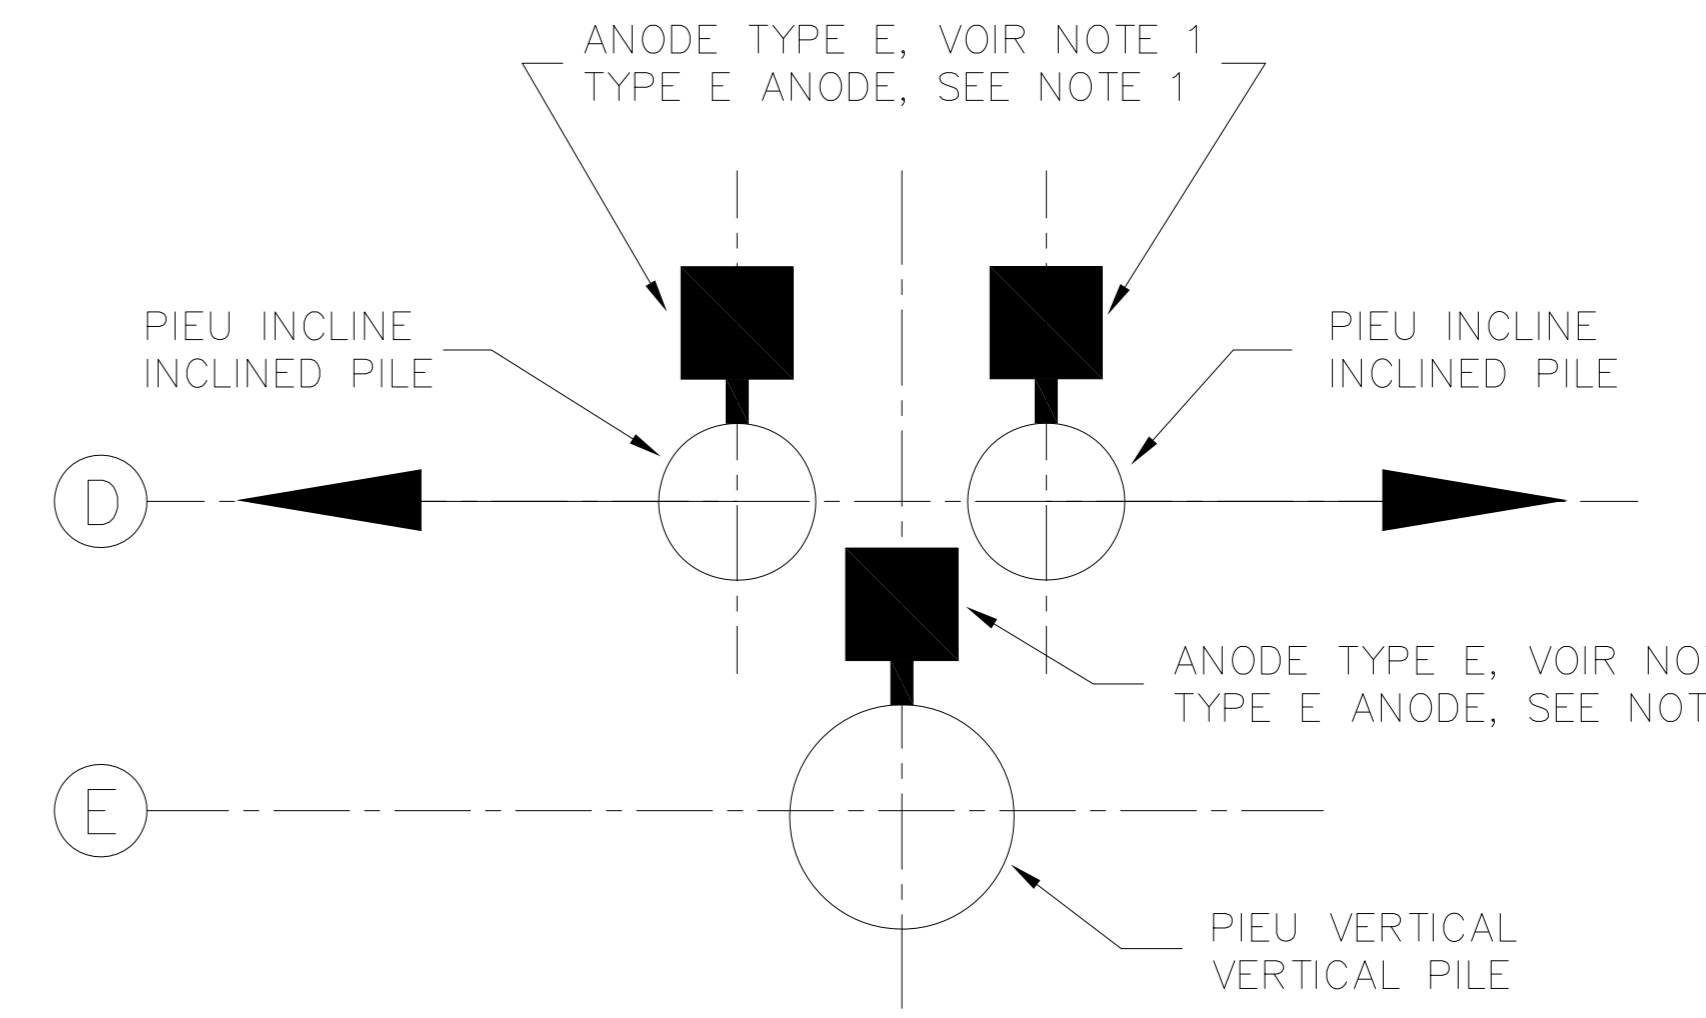 ANODE TYPE E, VOIR NOTE 1
TYPE E ANODE, SEE NOTE 1
PIEU INCLINE
INCLINED PILE
PIEU INCLINE
INCLINED PILE
D
ANODE TYPE E, VOIR
TYPE E ANODE, SEE NOT
E
PIEU VERTICAL
VERTICAL PILE